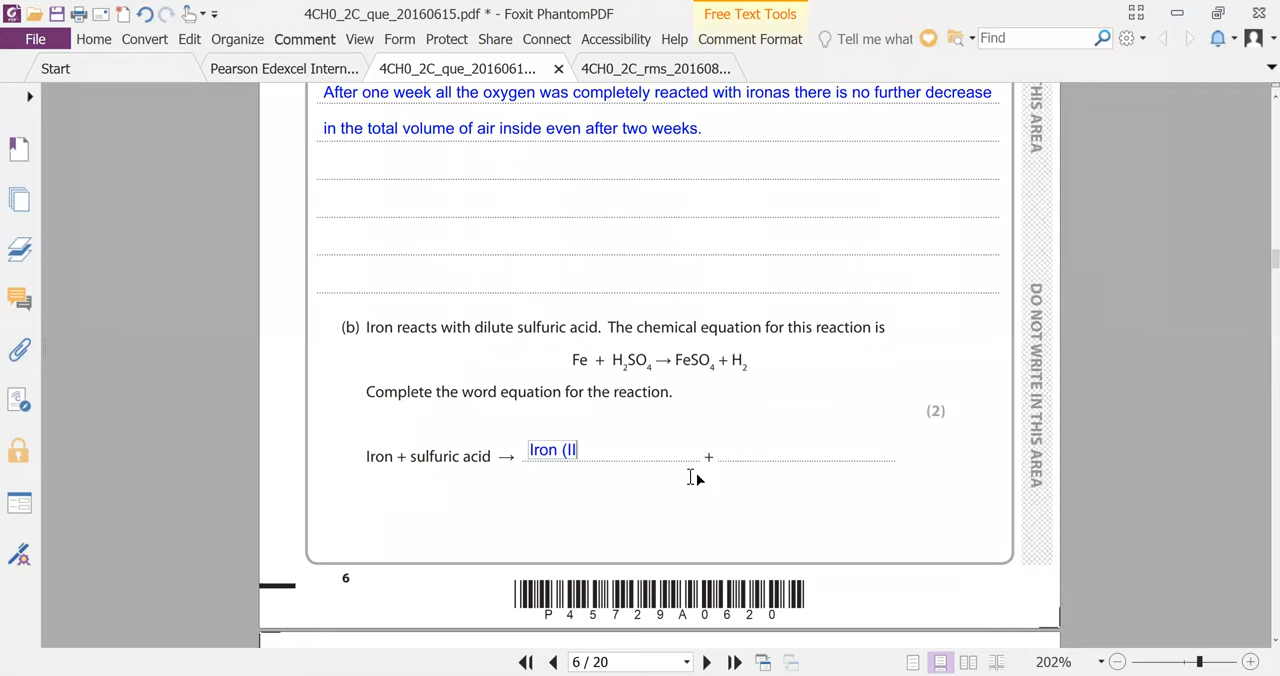 4CH0_2C_que_20160615.pdf * - Foxit PhantomPDF
Free Text Tools
File Home Convert Edit Organize Comment View Form Protect Share Connect Accessibility Help Comment Format Tell me what Find
Start Pearson Edexcel Intern... 4CH0_2C_que_2016061... 4CH0_2C_rms_201608...
After one week all the oxygen was completely reacted with ironas there is no further decrease
in the total volume of air inside even after two weeks.
HIS AREA
(b) Iron reacts with dilute sulfuric acid. The chemical equation for this reaction is
Fe + H₂SO₄ → FeSO₄ + H₂
Complete the word equation for the reaction.
(2)
Iron + sulfuric acid → Iron (II +
DO NOT WRITE IN THIS AREA
6
P 4 5 7 2 9 A 0 6 2 0
6 / 20
202%